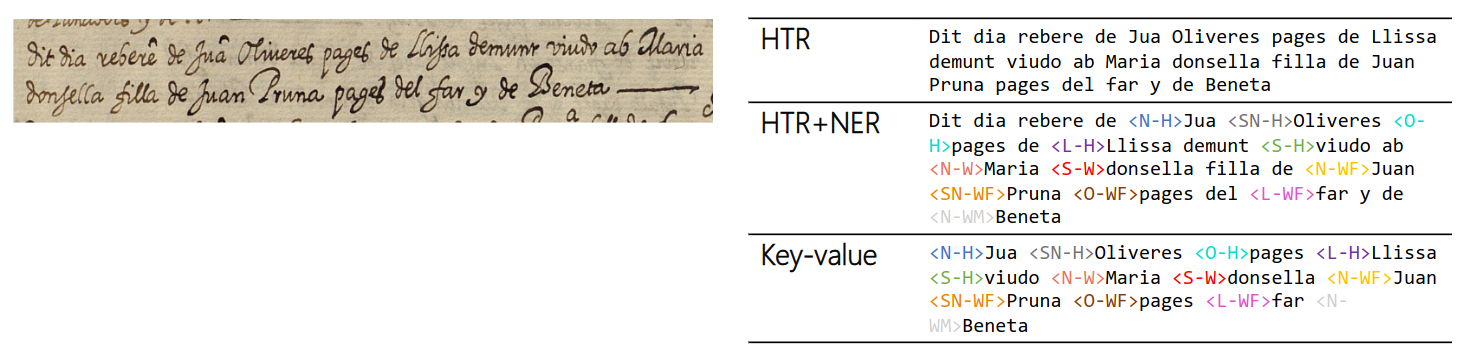 dit dia reberē de Juā Oliveres pages de Llissa demunt viudo ab Maria
donsella filla de Juan Pruna pages del far y de Beneta
HTR
Dit dia rebere de Jua Oliveres pages de Llissa
demunt viudo ab Maria donsella filla de Juan
Pruna pages del far y de Beneta
HTR+NER
Dit dia rebere de <N-H>Jua <SN-H>Oliveres <O-
H>pages de <L-H>Llissa demunt <S-H>viudo ab
<N-W>Maria <S-W>donsella filla de <N-WF>Juan
<SN-WF>Pruna <O-WF>pages del <L-WF>far y de
<N-WM>Beneta
Key-value
<N-H>Jua <SN-H>Oliveres <O-H>pages <L-H>Llissa
<S-H>viudo <N-W>Maria <S-W>donsella <N-WF>Juan
<SN-WF>Pruna <O-WF>pages <L-WF>far <N-
WM>Beneta